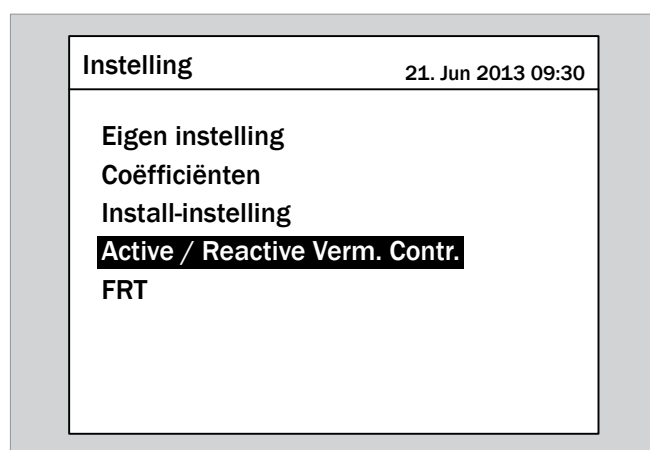 Instelling 21. Jun 2013 09:30
Eigen instelling
Coëfficiënten
Install-instelling
Active / Reactive Verm. Contr.
FRT